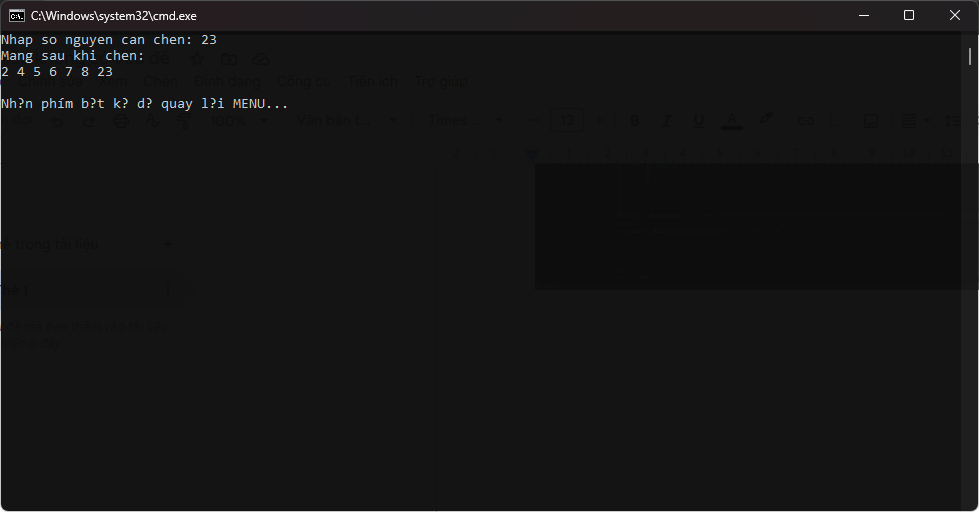 C:\Windows\system32\cmd.exe
Nhap so nguyen can chen: 23
Mang sau khi chen:
2 4 5 6 7 8 23
Nh?n phím b?t k? d? quay l?i MENU...